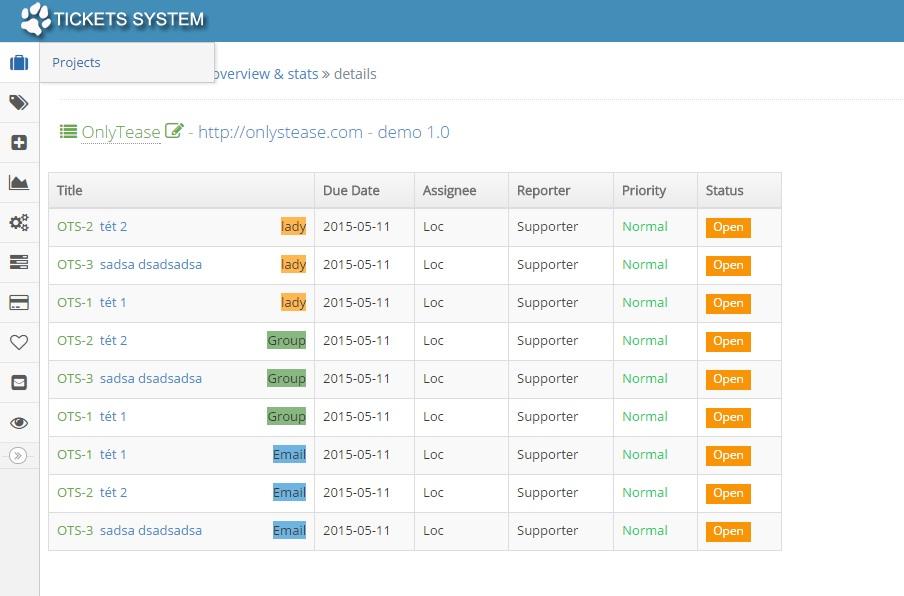 TICKETS SYSTEM
Projects
overview & stats » details
OnlyTease - http://onlystease.com - demo 1.0
Title Due Date Assignee Reporter Priority Status
OTS-2 tét 2 lady 2015-05-11 Loc Supporter Normal Open
OTS-3 sadsa dsadsadsa lady 2015-05-11 Loc Supporter Normal Open
OTS-1 tét 1 lady 2015-05-11 Loc Supporter Normal Open
OTS-2 tét 2 Group 2015-05-11 Loc Supporter Normal Open
OTS-3 sadsa dsadsadsa Group 2015-05-11 Loc Supporter Normal Open
OTS-1 tét 1 Group 2015-05-11 Loc Supporter Normal Open
OTS-1 tét 1 Email 2015-05-11 Loc Supporter Normal Open
OTS-2 tét 2 Email 2015-05-11 Loc Supporter Normal Open
OTS-3 sadsa dsadsadsa Email 2015-05-11 Loc Supporter Normal Open